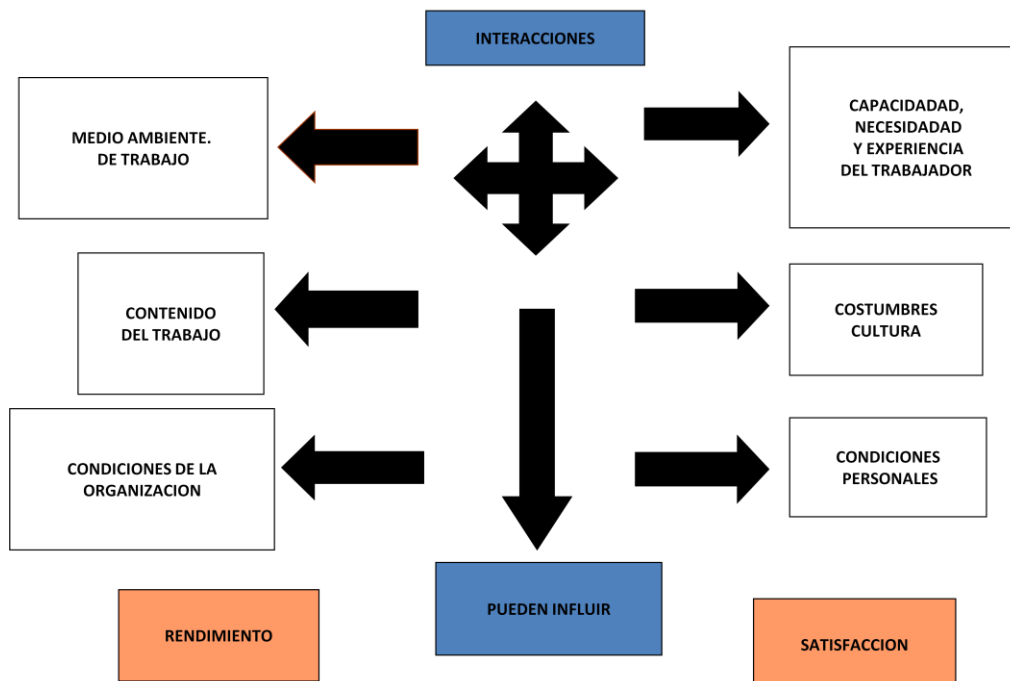 INTERACCIONES
MEDIO AMBIENTE.
DE TRABAJO
CAPACIDADAD,
NECESIDADAD
Y EXPERIENCIA
DEL TRABAJADOR
CONTENIDO
DEL TRABAJO
COSTUMBRES
CULTURA
CONDICIONES DE LA
ORGANIZACION
CONDICIONES
PERSONALES
RENDIMIENTO
PUEDEN INFLUIR
SATISFACCION